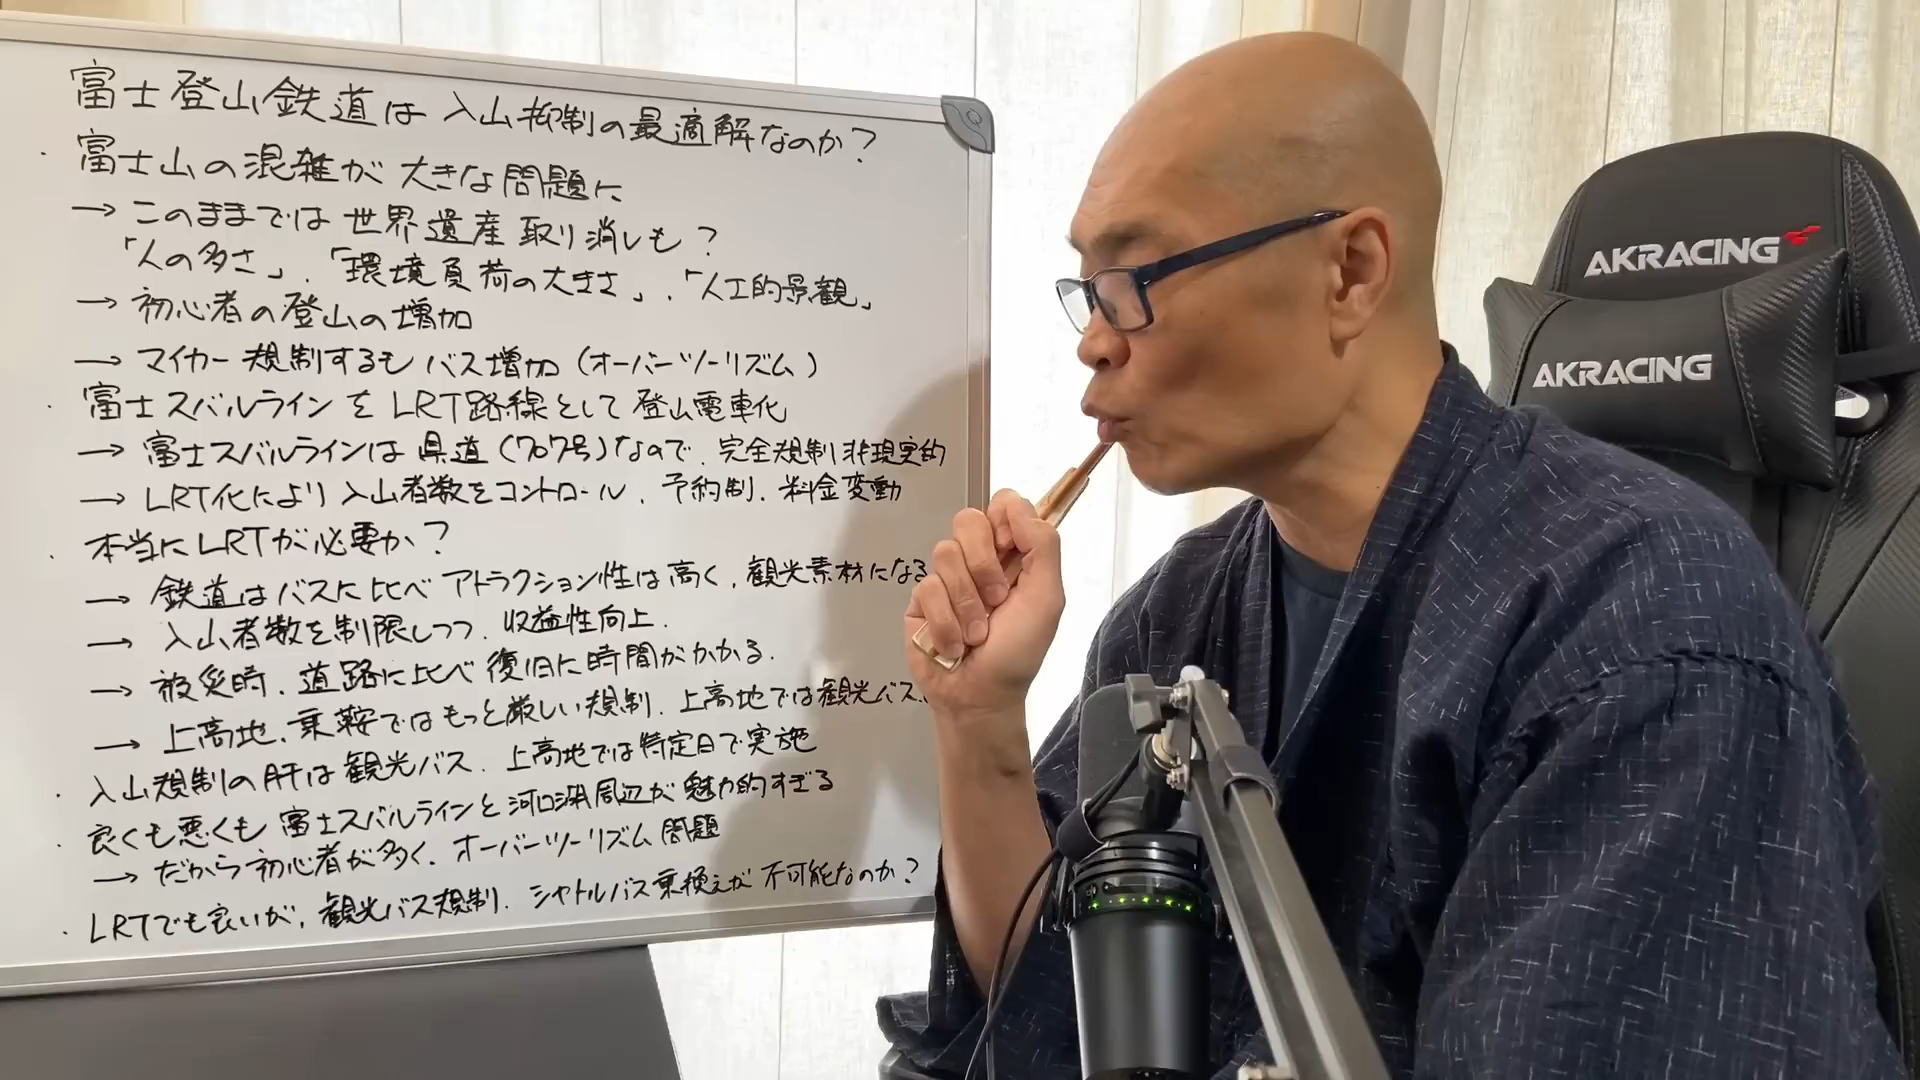 富士登山鉄道は入山抑制の最適解なのか?
・富士山の混雑が大きな問題に
→ このままでは世界遺産取り消しも?
「人の多さ」、「環境負荷の大きさ」、「人工的景観」
→ 初心者の登山の増加
→ マイカー規制するもバス増加(オーバーツーリズム)
・富士スバルラインをLRT路線として登山電車化
→ 富士スバルラインは県道(707号)なので、完全規制非現実的
→ LRT化により入山者数をコントロール、予約制、料金変動
・本当にLRTが必要か?
→ 鉄道はバスに比べアトラクション性は高く、観光素材になる
→ 入山者数を制限しつつ、収益性向上.
→ 被災時、道路に比べ復旧に時間がかかる.
→ 上高地、乗鞍ではもっと厳しい規制、上高地では観光バス
・入山規制の肝は観光バス、上高地では特定日で実施
・良くも悪くも富士スバルラインと河口湖周辺が魅力的すぎる
→ だから初心者が多く、オーバーツーリズム問題
・LRTでも良いが、観光バス規制、シャトルバス乗換えが不可能なのか?
AKRACING
AKRACING